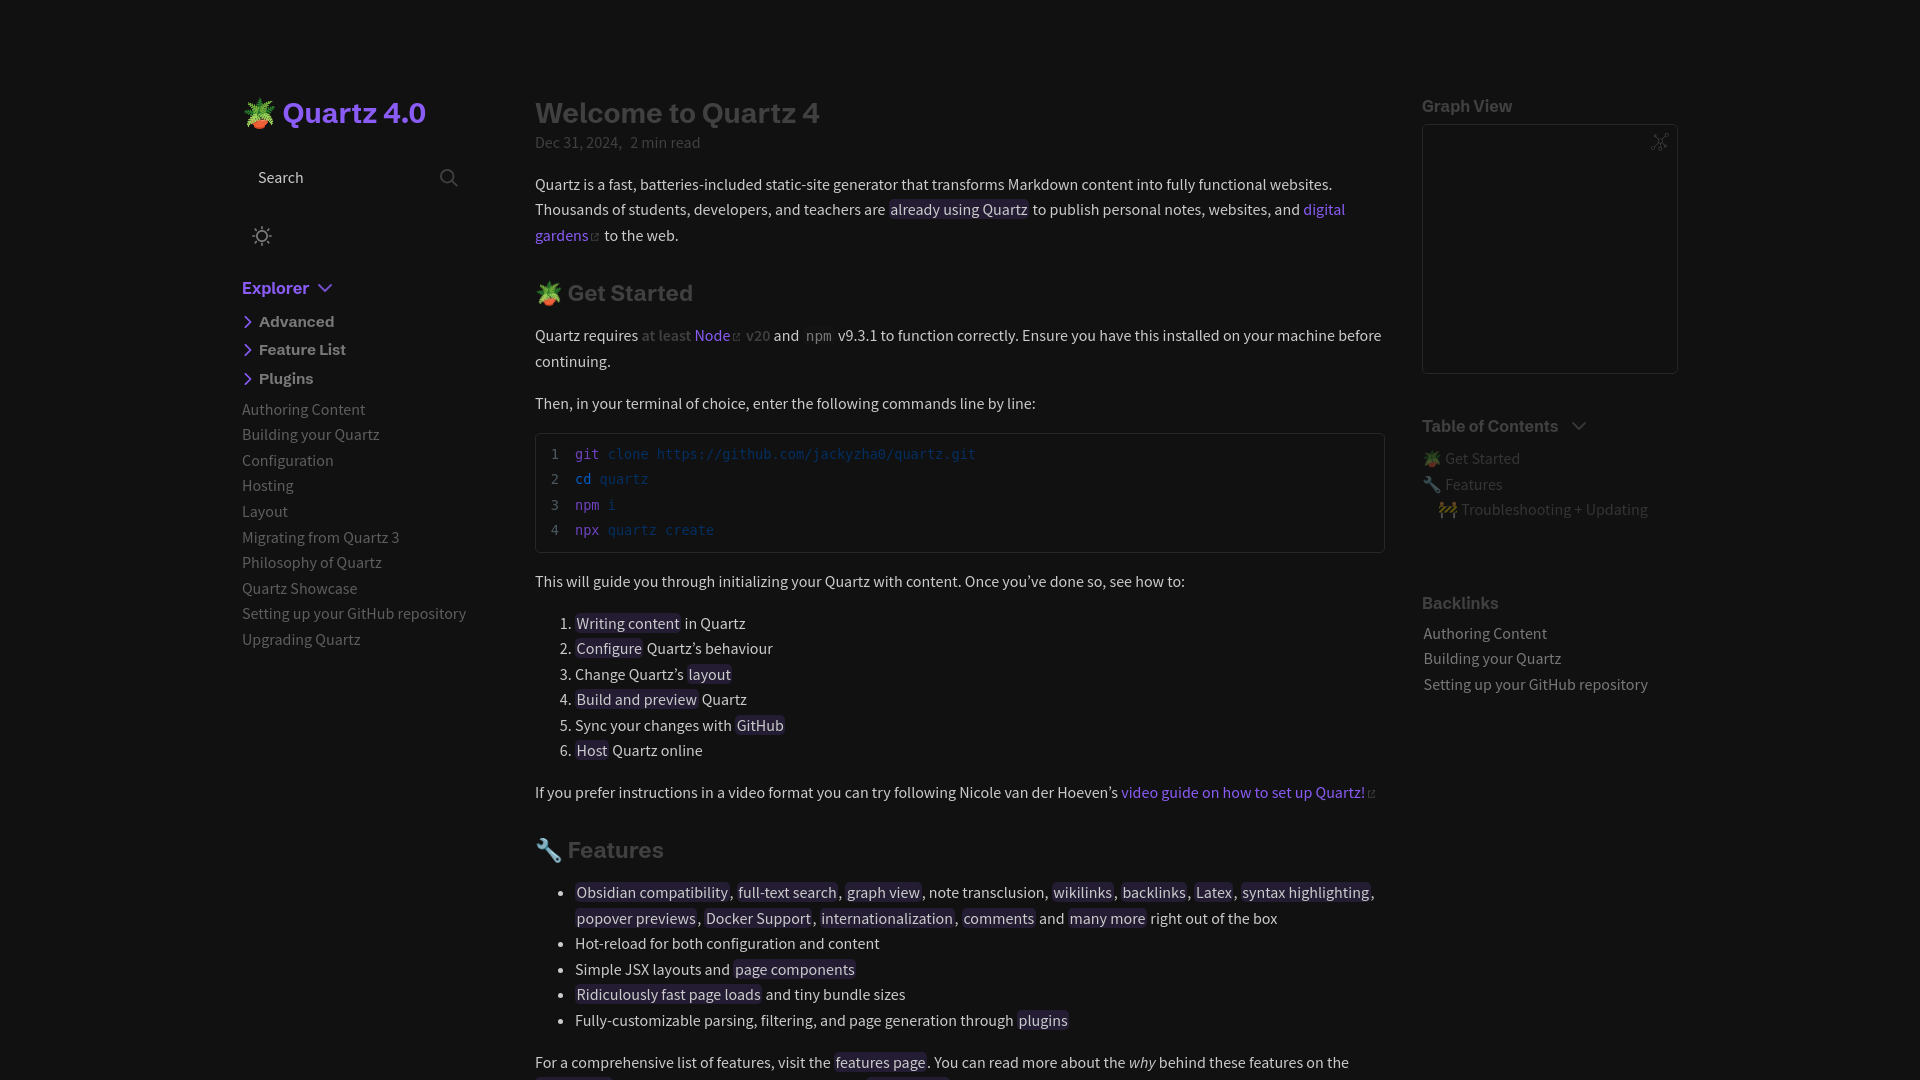 🪴 Quartz 4.0
Search
Explorer
Advanced
Feature List
Plugins
Authoring Content
Building your Quartz
Configuration
Hosting
Layout
Migrating from Quartz 3
Philosophy of Quartz
Quartz Showcase
Setting up your GitHub repository
Upgrading Quartz
Welcome to Quartz 4
Dec 31, 2024, 2 min read
Quartz is a fast, batteries-included static-site generator that transforms Markdown content into fully functional websites.
Thousands of students, developers, and teachers are already using Quartz to publish personal notes, websites, and digital
gardens to the web.
🪴 Get Started
Quartz requires at least Node v20 and npm v9.3.1 to function correctly. Ensure you have this installed on your machine before
continuing.
Then, in your terminal of choice, enter the following commands line by line:
1 git clone https://github.com/jackyzha0/quartz.git
2 cd quartz
3 npm i
4 npx quartz create
This will guide you through initializing your Quartz with content. Once you’ve done so, see how to:
1. Writing content in Quartz
2. Configure Quartz’s behaviour
3. Change Quartz’s layout
4. Build and preview Quartz
5. Sync your changes with GitHub
6. Host Quartz online
If you prefer instructions in a video format you can try following Nicole van der Hoeven’s video guide on how to set up Quartz!
🔧 Features
• Obsidian compatibility, full-text search, graph view, note transclusion, wikilinks, backlinks, Latex, syntax highlighting,
popover previews, Docker Support, internationalization, comments and many more right out of the box
• Hot-reload for both configuration and content
• Simple JSX layouts and page components
• Ridiculously fast page loads and tiny bundle sizes
• Fully-customizable parsing, filtering, and page generation through plugins
For a comprehensive list of features, visit the features page. You can read more about the why behind these features on the
Graph View
Table of Contents
🪴 Get Started
🔧 Features
🚧 Troubleshooting + Updating
Backlinks
Authoring Content
Building your Quartz
Setting up your GitHub repository